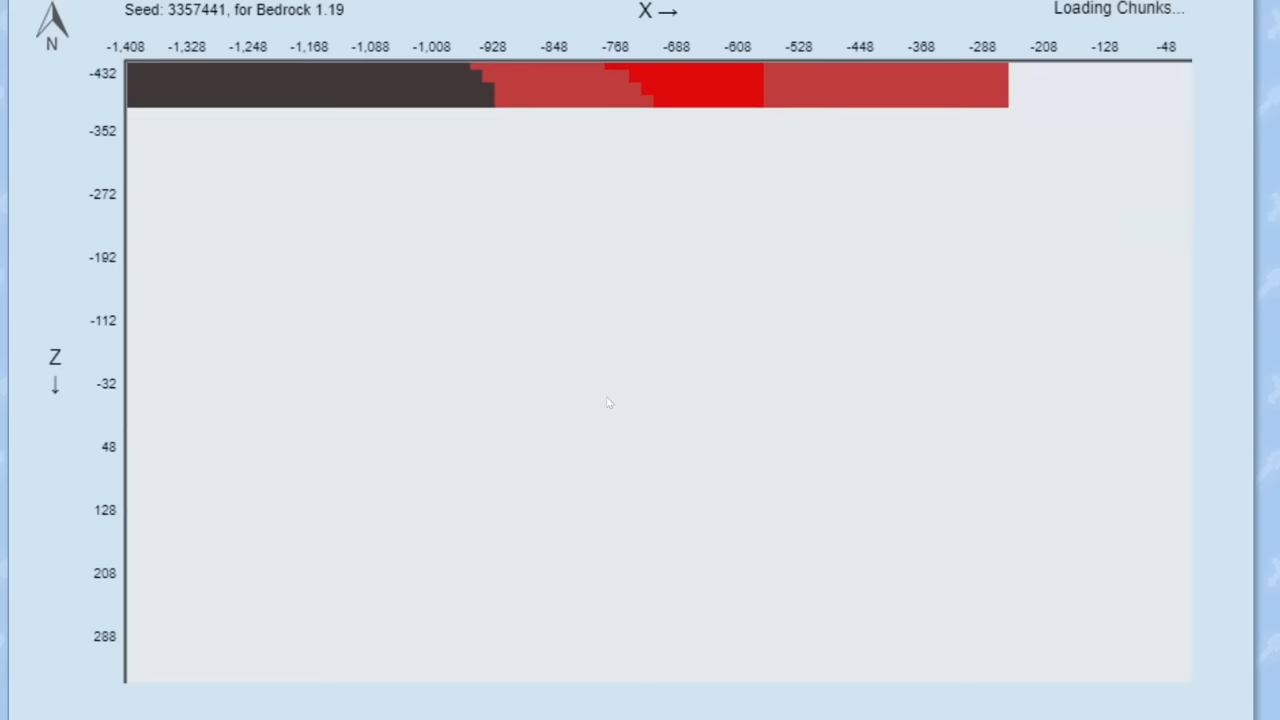 Seed: 3357441, for Bedrock 1.19
X →
Loading Chunks...
N
-1,408 -1,328 -1,248 -1,168 -1,088 -1,008 -928 -848 -768 -688 -608 -528 -448 -368 -288 -208 -128 -48
-432
-352
-272
-192
-112
Z
↓
-32
48
128
208
288